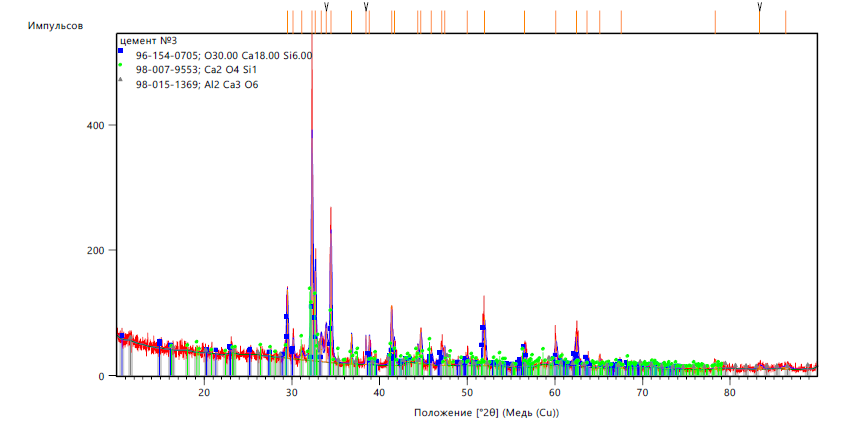 Импульсов
цемент №3
96-154-0705; O30.00 Ca18.00 Si6.00
98-007-9553; Ca2 O4 Si1
98-015-1369; Al2 Ca3 O6
400
200
0
20 30 40 50 60 70 80
Положение [°2θ] (Медь (Cu))